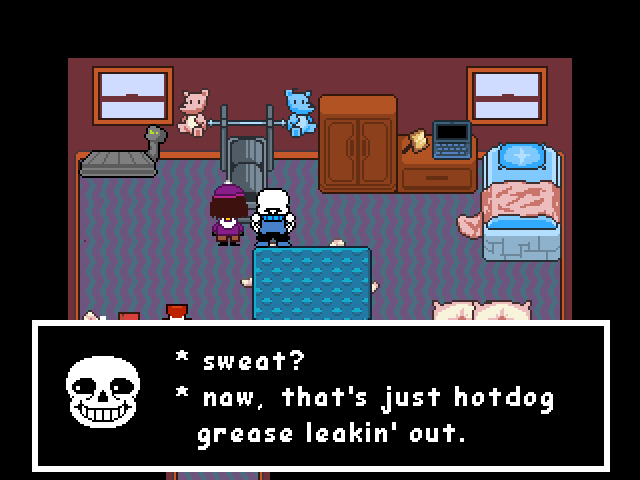 * sweat?
* naw, that's just hotdog
grease leakin' out.